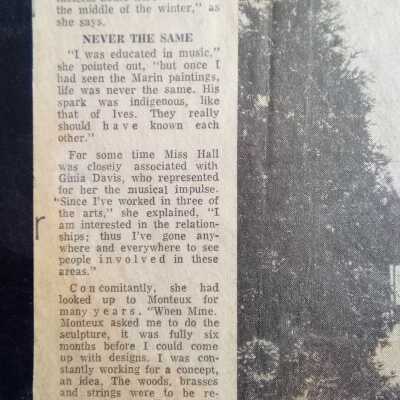 the middle of the winter," as
she says.
NEVER THE SAME
"I was educated in music,"
she pointed out, "but once I
had seen the Marin paintings,
life was never the same. His
spark was indigenous, like
that of Ives. They really
should have known each
other."
For some time Miss Hall
was closely associated with
Ginia Davis, who represented
for her the musical impulse.
"Since I've worked in three of
the arts," she explained, "I
am interested in the relation-
ships; thus I've gone any-
where and everywhere to see
people involved in these
areas."
Concomitantly, she had
looked up to Monteux for
many years. "When Mme.
Monteux asked me to do the
sculpture, it was fully six
months before I could come
up with designs. I was con-
stantly working for a concept,
an idea. The woods, brasses
and strings were to be re-